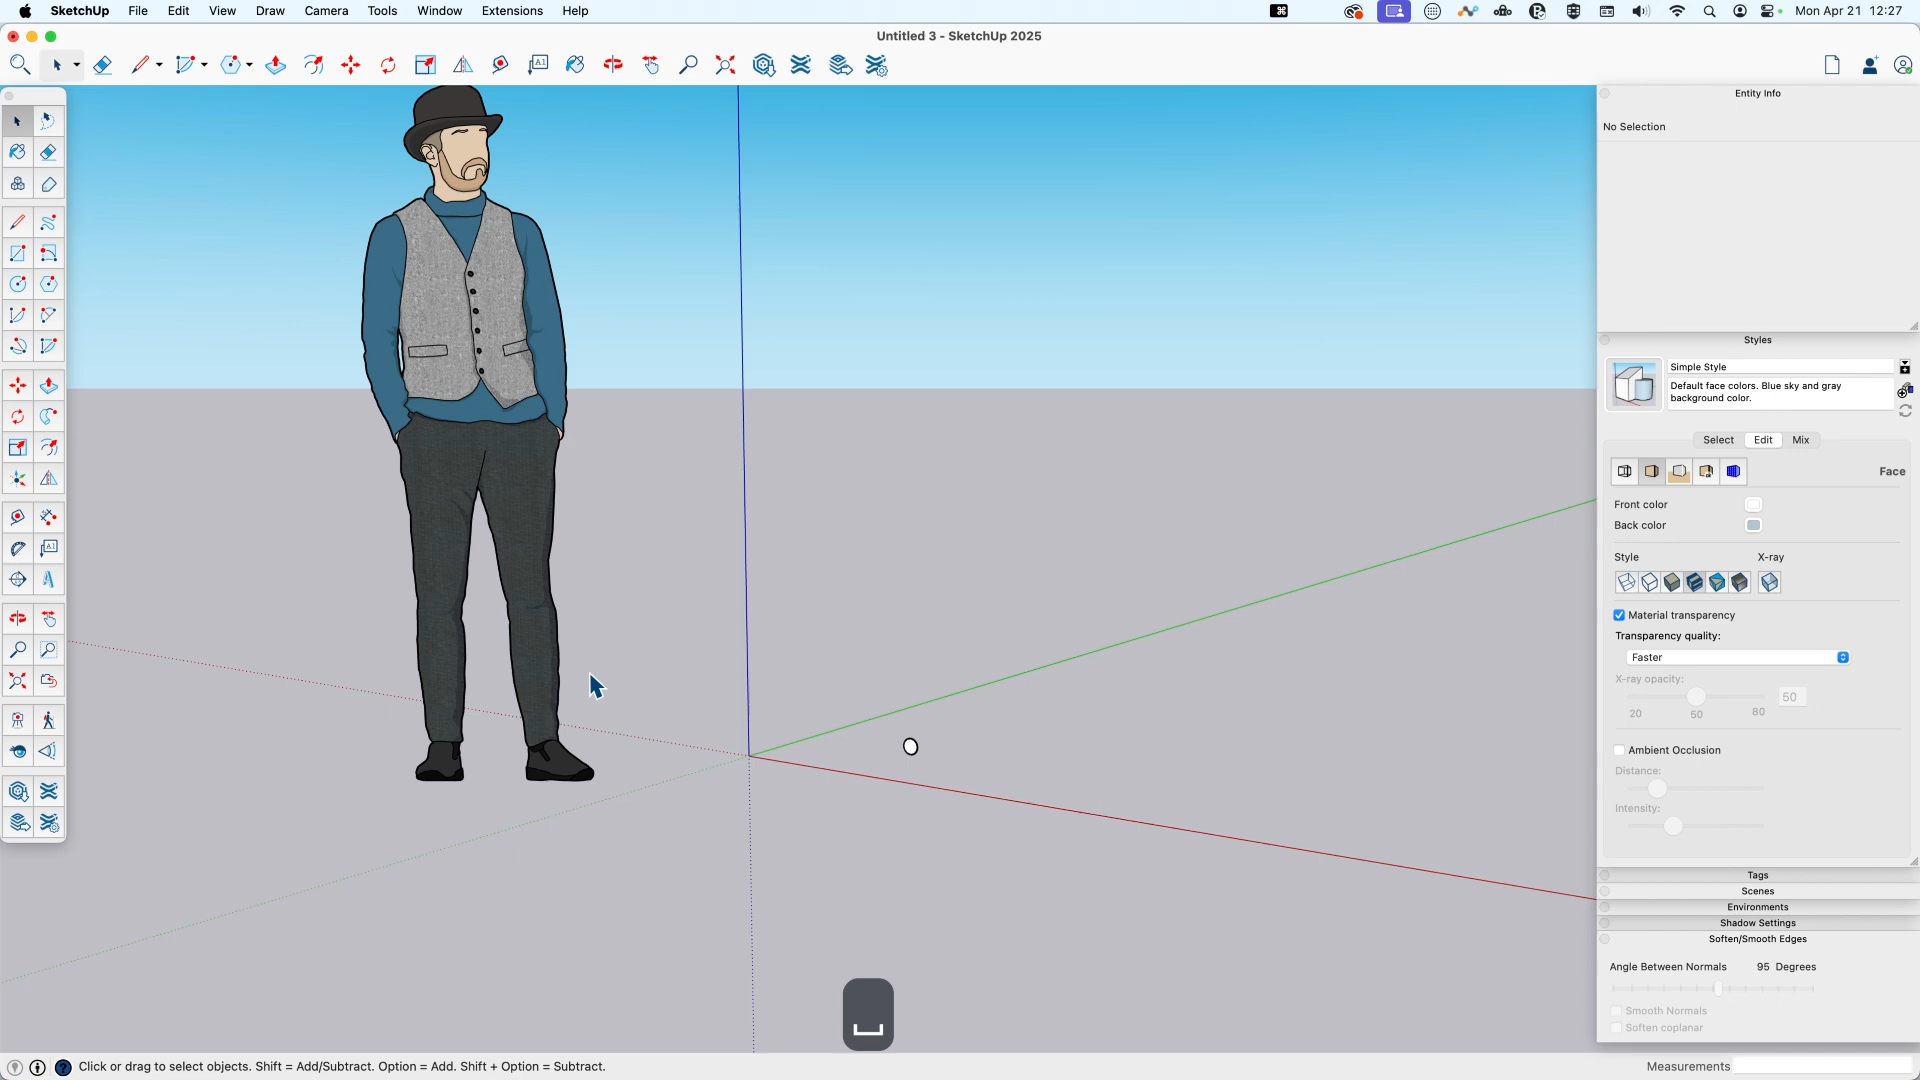 SketchUp File Edit View Draw Camera Tools Window Extensions Help
Mon Apr 21 12:27
Untitled 3 - SketchUp 2025
Entity Info
No Selection
Styles
Simple Style
Default face colors. Blue sky and gray
background color.
Select Edit Mix
Face
Front color
Back color
Style X-ray
Material transparency
Transparency quality:
Faster
X-ray opacity:
50
20 50 80
Ambient Occlusion
Distance:
Intensity:
Tags
Scenes
Environments
Shadow Settings
Soften/Smooth Edges
Angle Between Normals 95 Degrees
Smooth Normals
Soften coplanar
Click or drag to select objects. Shift = Add/Subtract. Option = Add. Shift + Option = Subtract.
Measurements